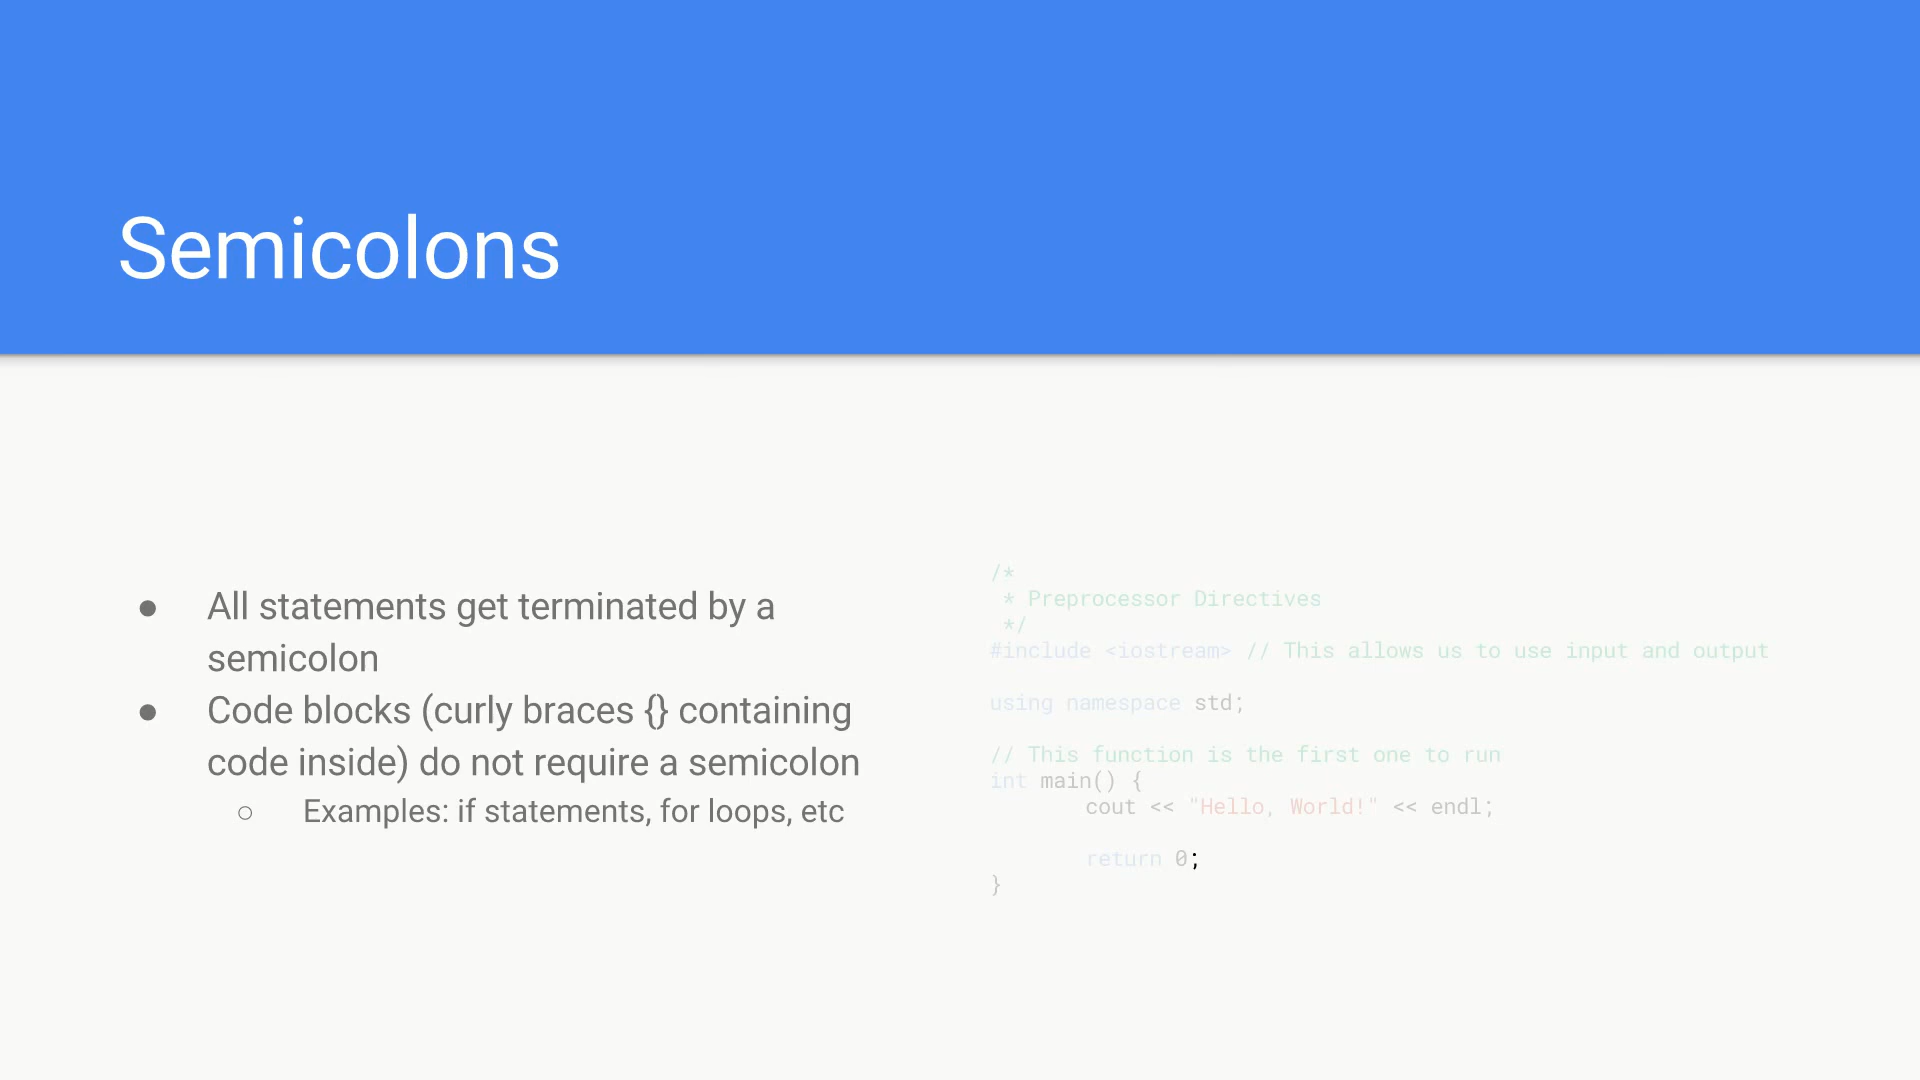 Semicolons
● All statements get terminated by a
semicolon
● Code blocks (curly braces {} containing
code inside) do not require a semicolon
○ Examples: if statements, for loops, etc
/*
 * Preprocessor Directives
 */
#include <iostream> // This allows us to use input and output
using namespace std;
// This function is the first one to run
int main() {
cout << "Hello, World!" << endl;
return 0;
}